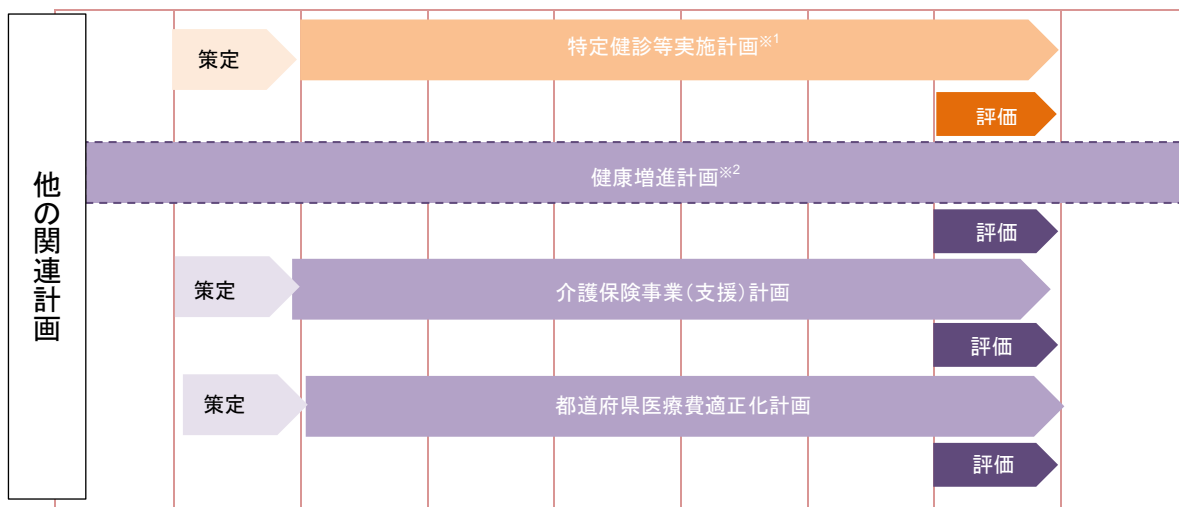 他の関連計画
策定
特定健診等実施計画※1
評価
健康増進計画※2
評価
策定
介護保険事業(支援)計画
評価
策定
都道府県医療費適正化計画
評価